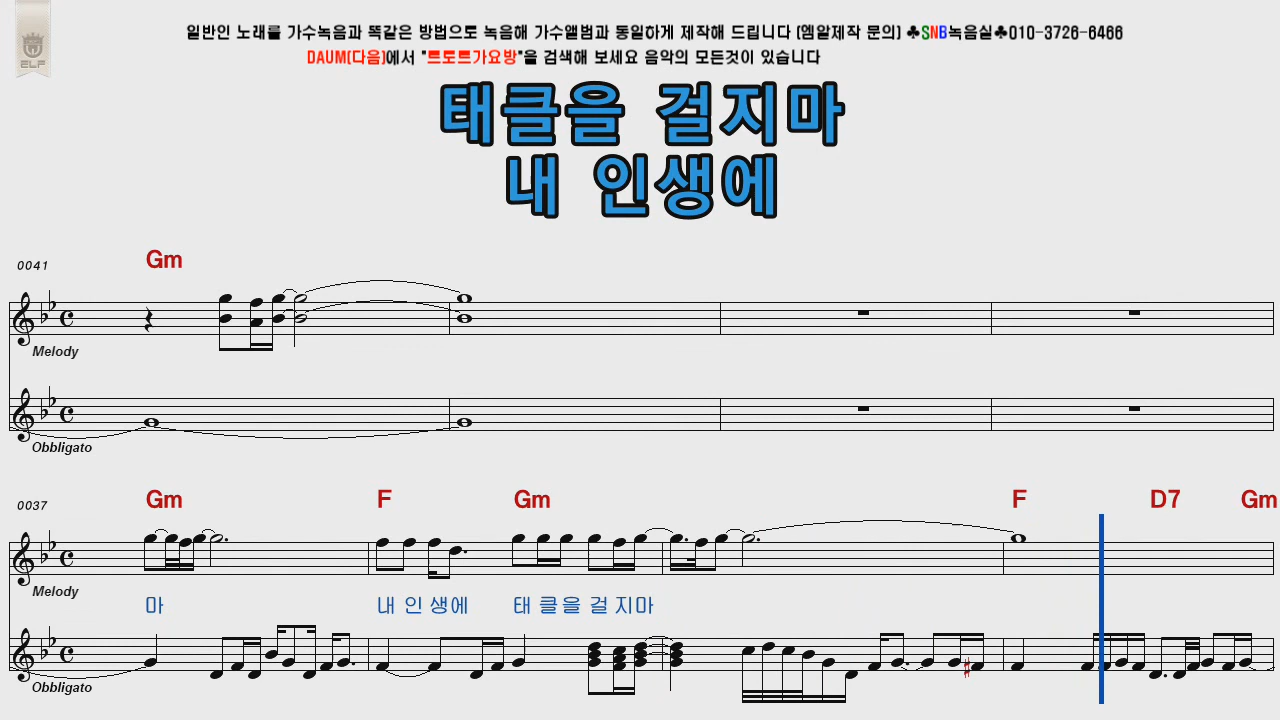 일반인 노래를 가수녹음과 똑같은 방법으로 녹음해 가수앨범과 동일하게 제작해 드립니다 (엠알제작 문의) ♣SNB녹음실♣010-3726-6466
DAUM(다음)에서 "트로트가요방"을 검색해 보세요 음악의 모든것이 있습니다
ELF
태클을 걸지마
내 인생에
0041 Gm
Melody
Obbligato
0037 Gm F Gm F D7 Gm
Melody
마 내 인 생에 태 클을 걸 지마
Obbligato